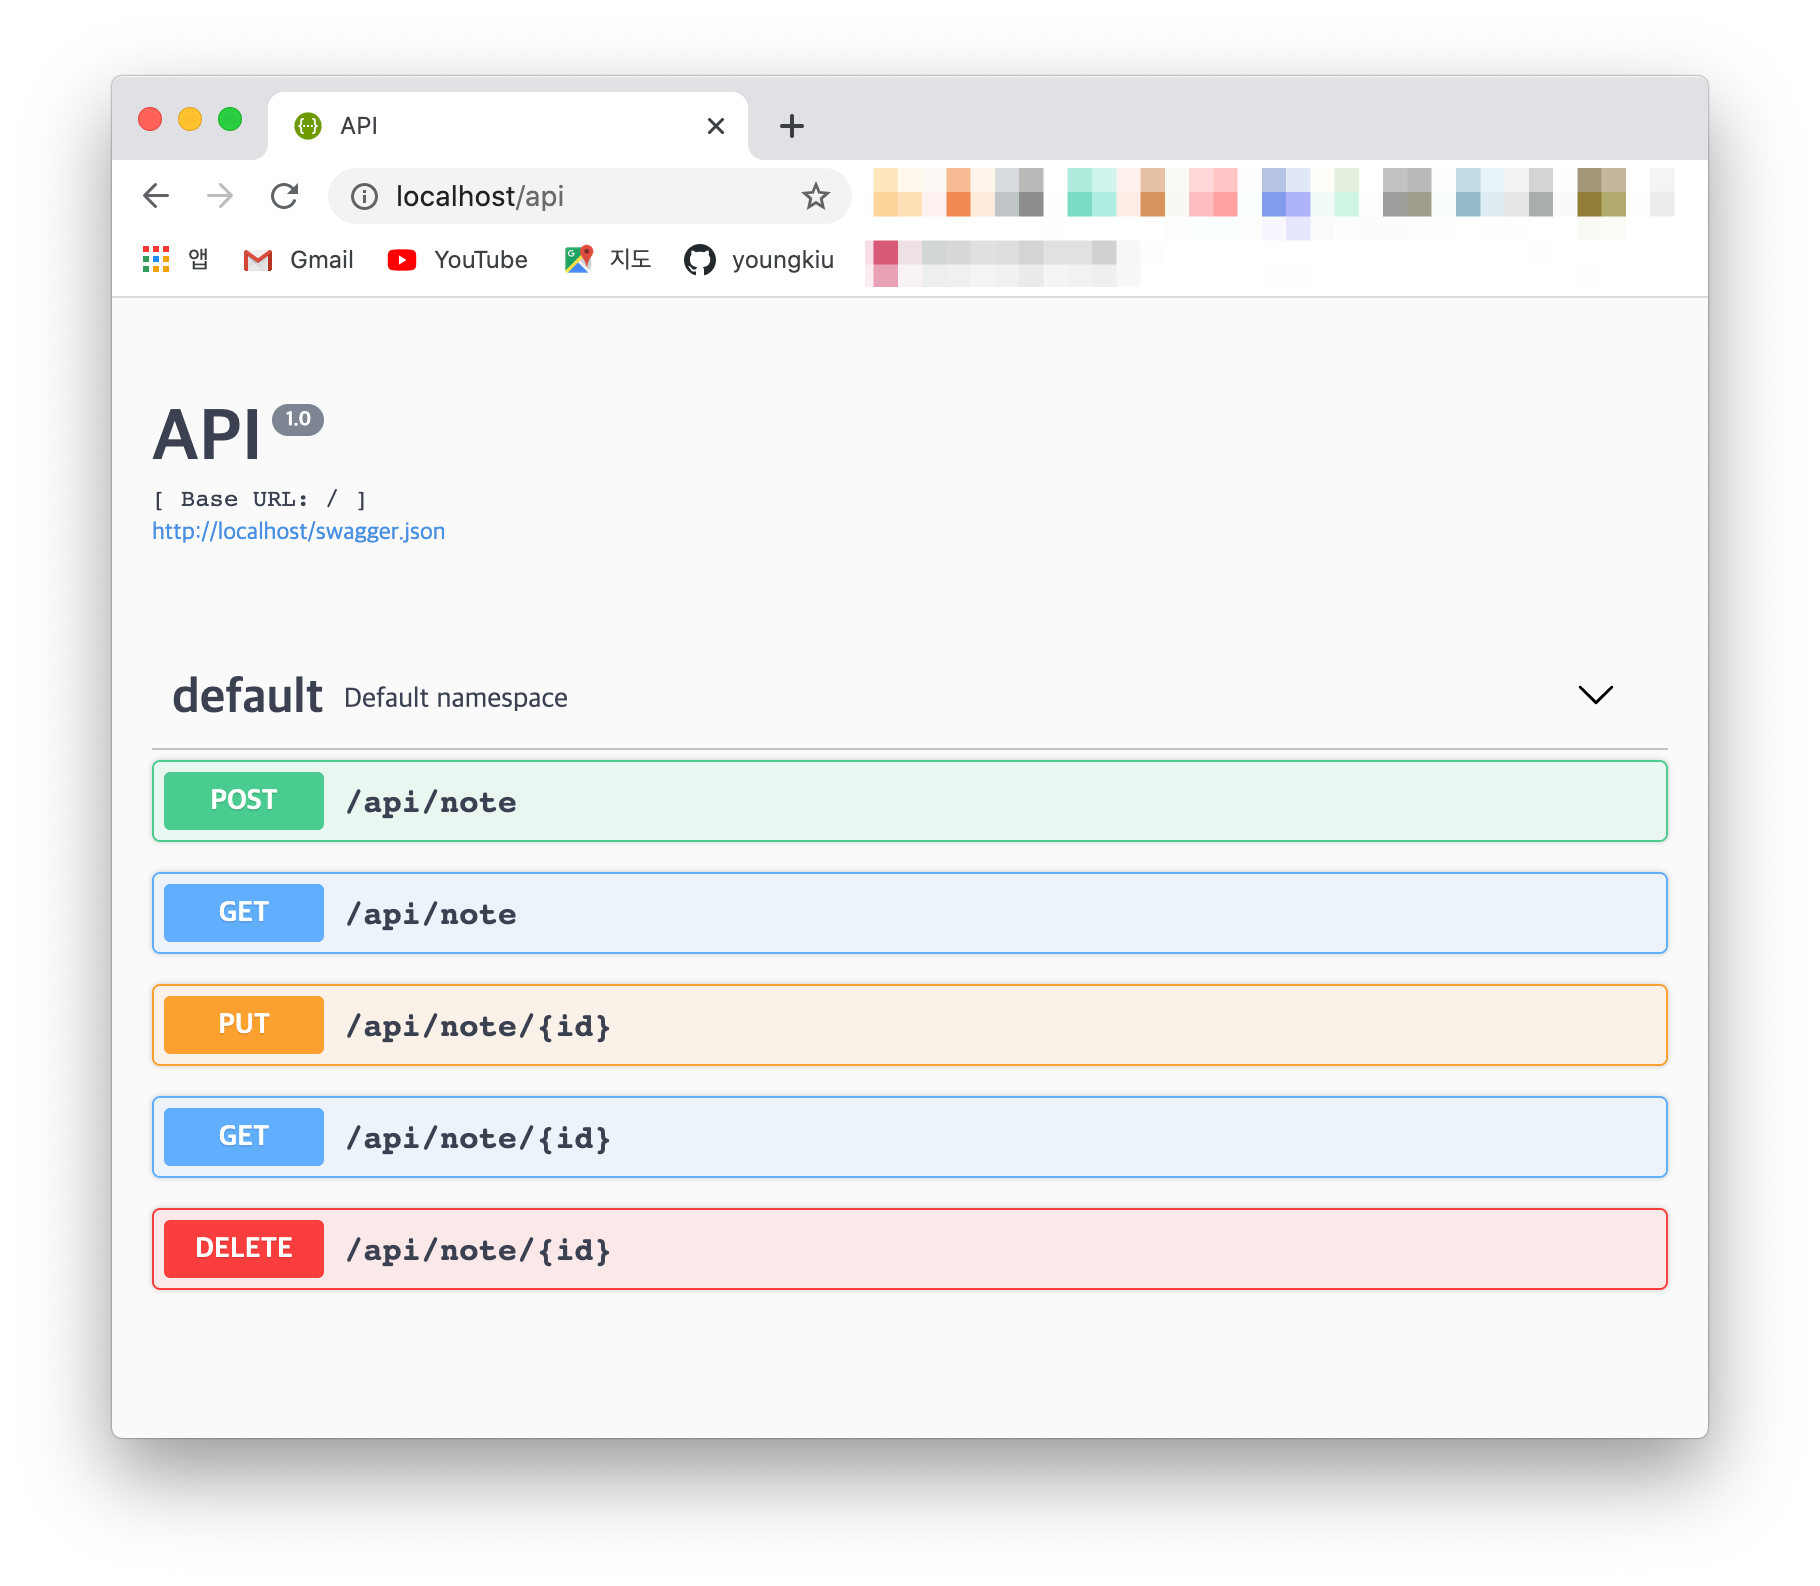 API
localhost/api
앱 Gmail YouTube 지도 youngkiu
API 1.0
[ Base URL: / ]
http://localhost/swagger.json
default Default namespace
POST /api/note
GET /api/note
PUT /api/note/{id}
GET /api/note/{id}
DELETE /api/note/{id}